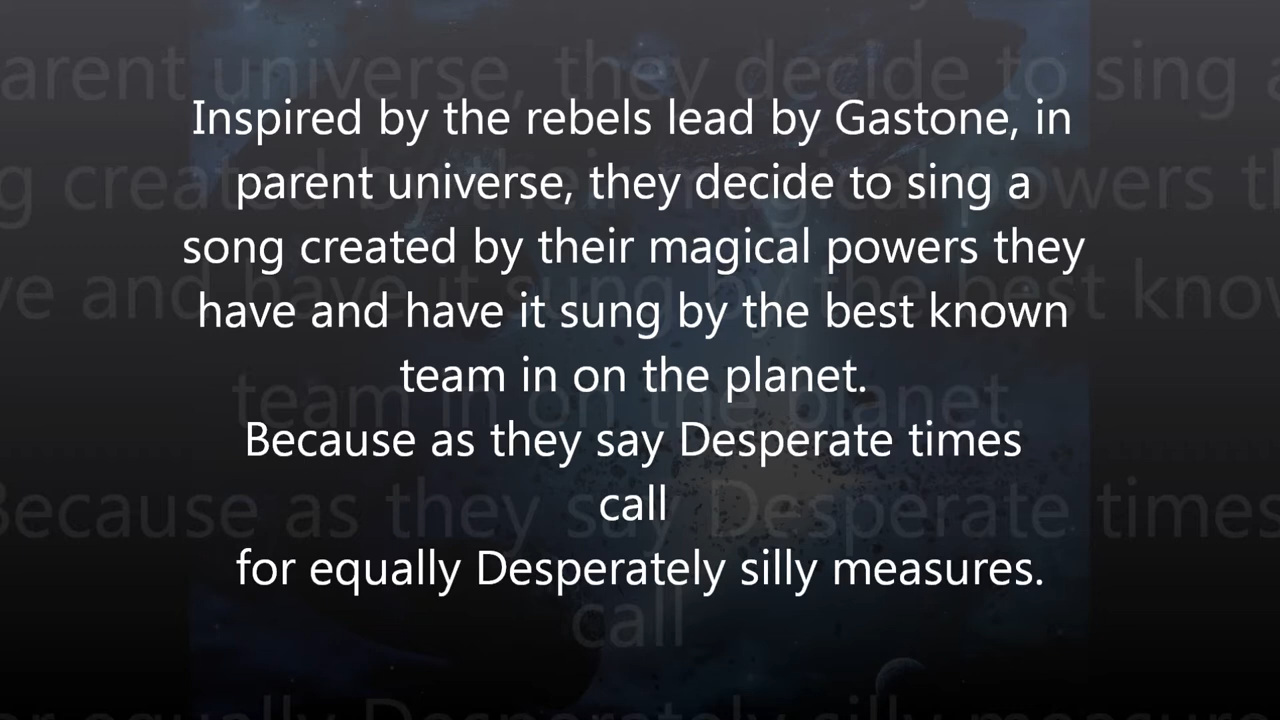 Inspired by the rebels lead by Gastone, in
parent universe, they decide to sing a
song created by their magical powers they
have and have it sung by the best known
team in on the planet.
Because as they say Desperate times
call
for equally Desperately silly measures.